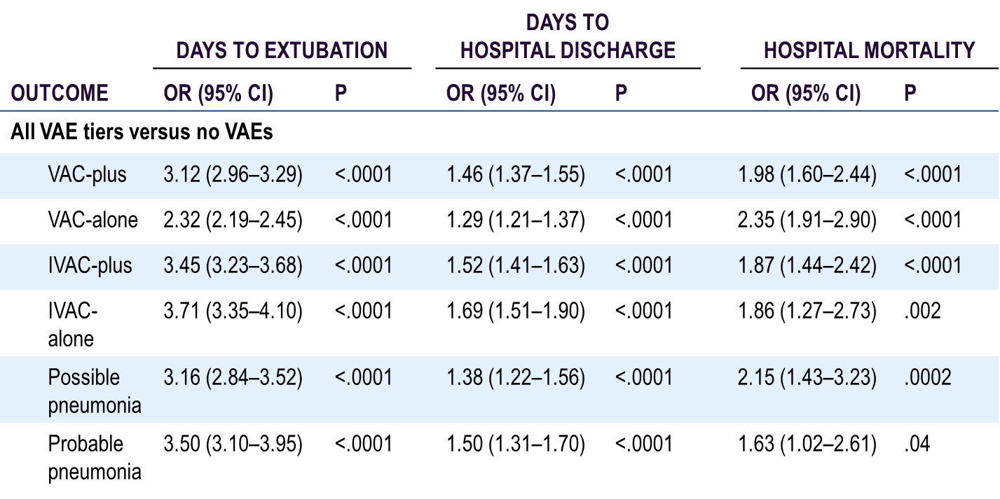 DAYS TO EXTUBATION DAYS TO HOSPITAL DISCHARGE HOSPITAL MORTALITY
OUTCOME OR (95% CI) P OR (95% CI) P OR (95% CI) P
All VAE tiers versus no VAEs
VAC-plus 3.12 (2.96–3.29) <.0001 1.46 (1.37–1.55) <.0001 1.98 (1.60–2.44) <.0001
VAC-alone 2.32 (2.19–2.45) <.0001 1.29 (1.21–1.37) <.0001 2.35 (1.91–2.90) <.0001
IVAC-plus 3.45 (3.23–3.68) <.0001 1.52 (1.41–1.63) <.0001 1.87 (1.44–2.42) <.0001
IVAC- 3.71 (3.35–4.10) <.0001 1.69 (1.51–1.90) <.0001 1.86 (1.27–2.73) .002
alone
Possible 3.16 (2.84–3.52) <.0001 1.38 (1.22–1.56) <.0001 2.15 (1.43–3.23) .0002
pneumonia
Probable 3.50 (3.10–3.95) <.0001 1.50 (1.31–1.70) <.0001 1.63 (1.02–2.61) .04
pneumonia